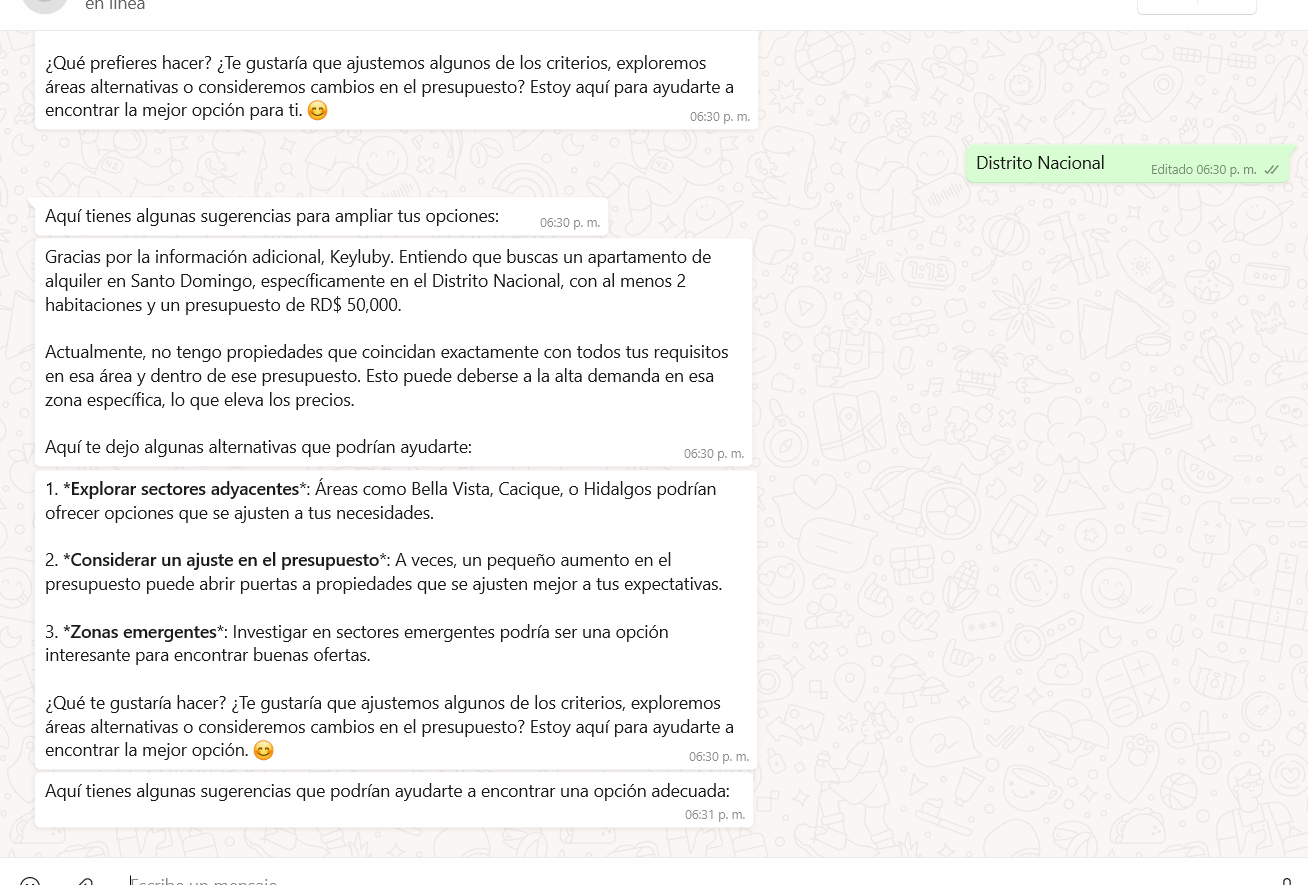 en línea
¿Qué prefieres hacer? ¿Te gustaría que ajustemos algunos de los criterios, exploremos
áreas alternativas o consideremos cambios en el presupuesto? Estoy aquí para ayudarte a
encontrar la mejor opción para ti. 😊
06:30 p. m.
Distrito Nacional
Editado 06:30 p. m.
Aquí tienes algunas sugerencias para ampliar tus opciones:
06:30 p. m.
Gracias por la información adicional, Keyluby. Entiendo que buscas un apartamento de
alquiler en Santo Domingo, específicamente en el Distrito Nacional, con al menos 2
habitaciones y un presupuesto de RD$ 50,000.
Actualmente, no tengo propiedades que coincidan exactamente con todos tus requisitos
en esa área y dentro de ese presupuesto. Esto puede deberse a la alta demanda en esa
zona específica, lo que eleva los precios.
Aquí te dejo algunas alternativas que podrían ayudarte:
06:30 p. m.
1. *Explorar sectores adyacentes*: Áreas como Bella Vista, Cacique, o Hidalgos podrían
ofrecer opciones que se ajusten a tus necesidades.
2. *Considerar un ajuste en el presupuesto*: A veces, un pequeño aumento en el
presupuesto puede abrir puertas a propiedades que se ajusten mejor a tus expectativas.
3. *Zonas emergentes*: Investigar en sectores emergentes podría ser una opción
interesante para encontrar buenas ofertas.
¿Qué te gustaría hacer? ¿Te gustaría que ajustemos algunos de los criterios, exploremos
áreas alternativas o consideremos cambios en el presupuesto? Estoy aquí para ayudarte a
encontrar la mejor opción. 😊
06:30 p. m.
Aquí tienes algunas sugerencias que podrían ayudarte a encontrar una opción adecuada:
06:31 p. m.
Escribe un mensaje